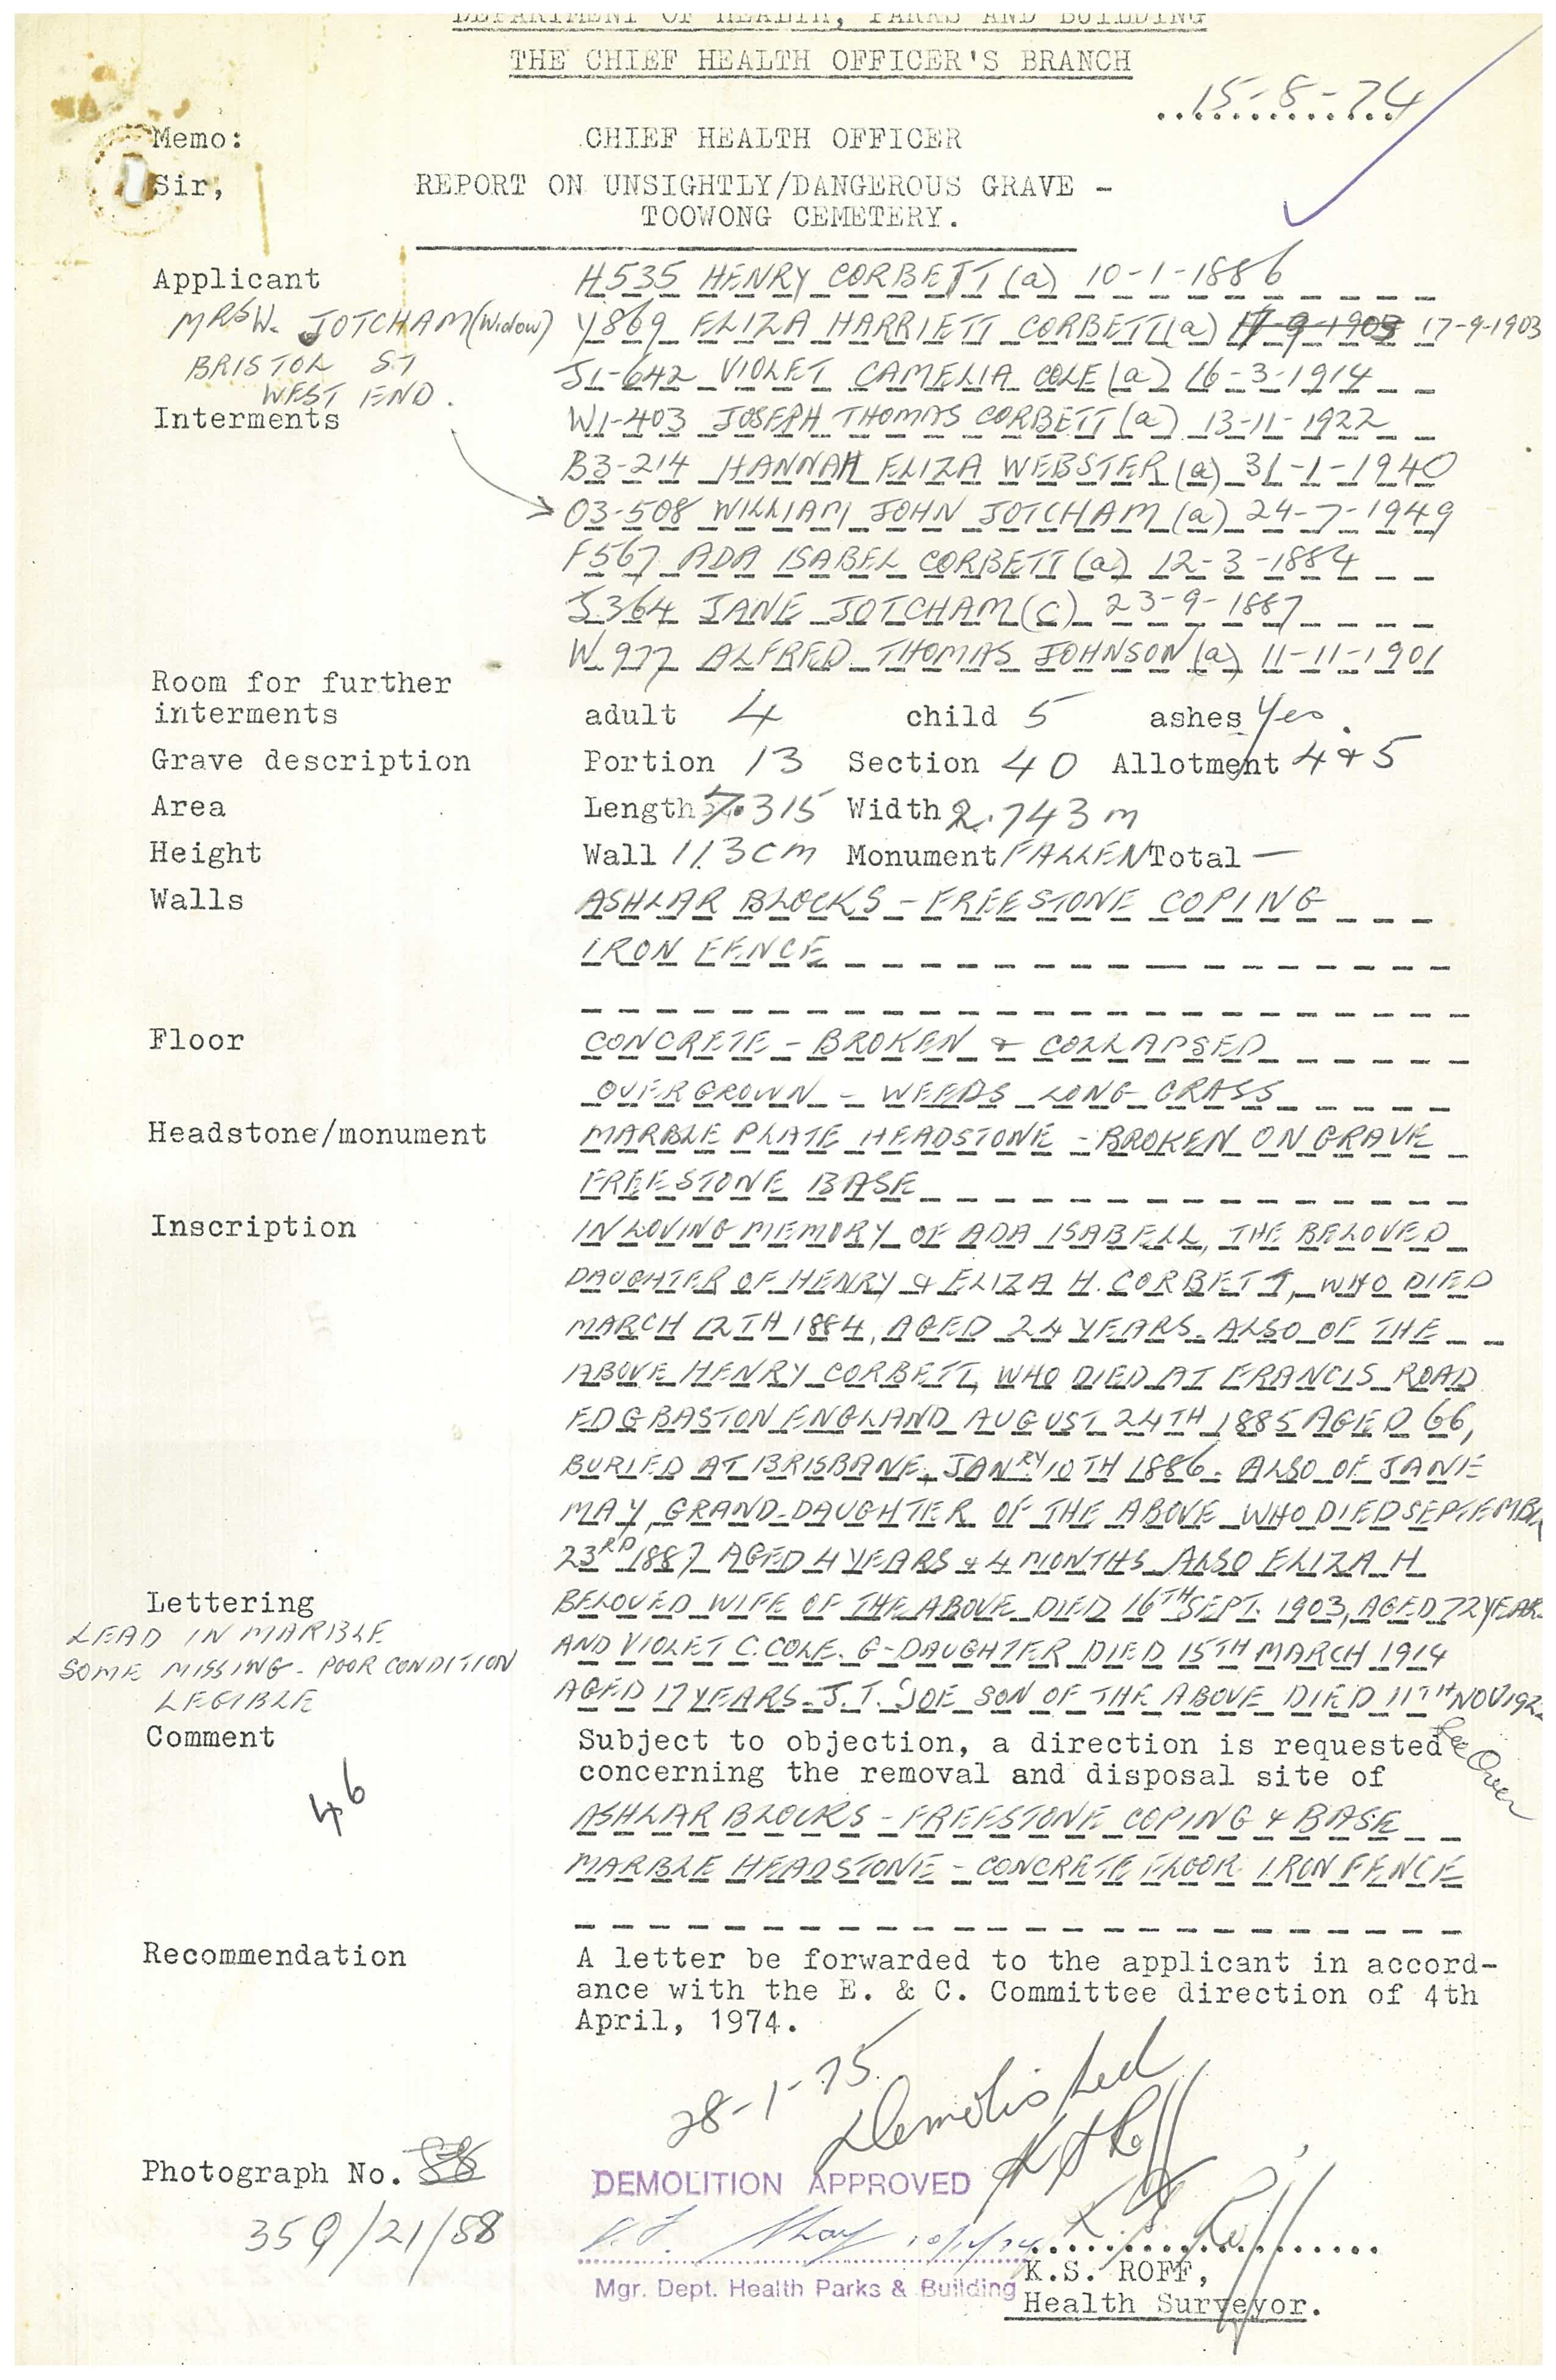 DEPARTMENT OF HEALTH, PARKS AND BUILDING
THE CHIEF HEALTH OFFICER'S BRANCH
15-8-74
Memo: CHIEF HEALTH OFFICER
Sir, REPORT ON UNSIGHTLY/DANGEROUS GRAVE -
TOOWONG CEMETERY.
Applicant H535 HENRY CORBETT (a) 10-1-1886
MRS W. JOTCHAM (Widow) Y869 ELIZA HARRIETT CORBETT (a) 17-9-1903 17-9-1903
BRISTOL ST J1-642 VIOLET CAMELIA COLE (a) 16-3-1914
WEST END.
Interments W1-403 JOSEPH THOMAS CORBETT (a) 13-11-1922
B3-214 HANNAH ELIZA WEBSTER (a) 31-1-1940
O3-508 WILLIAM JOHN JOTCHAM (a) 24-7-1949
F567 ADA ISABEL CORBETT (a) 12-3-1884
J364 JANE JOTCHAM (c) 23-9-1887
W.977 ALFRED THOMAS JOHNSON (a) 11-11-1901
Room for further
interments adult 4 child 5 ashes Yes.
Grave description Portion 13 Section 40 Allotment 4 & 5
Area Length 7.315 Width 2.743 m
Height Wall 113cm Monument FALLEN Total —
Walls ASHLAR BLOCKS - FREESTONE COPING
IRON FENCE
Floor CONCRETE - BROKEN & COLLAPSED
OVERGROWN - WEEDS LONG GRASS
Headstone/monument MARBLE PLATE HEADSTONE - BROKEN ON GRAVE
FREESTONE BASE
Inscription IN LOVING MEMORY OF ADA ISABELL, THE BELOVED
DAUGHTER OF HENRY & ELIZA H. CORBETT, WHO DIED
MARCH 12TH 1884, AGED 24 YEARS. ALSO OF THE
ABOVE HENRY CORBETT, WHO DIED AT FRANCIS ROAD
EDGBASTON ENGLAND AUGUST 24TH 1885 AGED 66,
BURIED AT BRISBANE, JANRY 10TH 1886. ALSO OF JANE
MAY, GRAND-DAUGHTER OF THE ABOVE WHO DIED SEPTEMBER
23RD 1887 AGED 4 YEARS & 4 MONTHS ALSO ELIZA H
Lettering BELOVED WIFE OF THE ABOVE DIED 16TH SEPT. 1903, AGED 72 YEARS
LEAD IN MARBLE AND VIOLET C. COLE. G-DAUGHTER DIED 15TH MARCH 1914
SOME MISSING - POOR CONDITION
LEGIBLE AGED 17 YEARS - J.T. JOE SON OF THE ABOVE DIED 11TH NOV 1922
See Over
Comment Subject to objection, a direction is requested
concerning the removal and disposal site of
46 ASHLAR BLOCKS - FREESTONE COPING & BASE
MARBLE HEADSTONE - CONCRETE FLOOR IRON FENCE
Recommendation A letter be forwarded to the applicant in accord-
ance with the E. & C. Committee direction of 4th
April, 1974.
28-1-75 Demolished
K S Roff
Photograph No. 
DEMOLITION APPROVED
K S Roff
35Q/21/58
K.S. ROFF,
Mgr. Dept. Health Parks & Building
Health Surveyor.